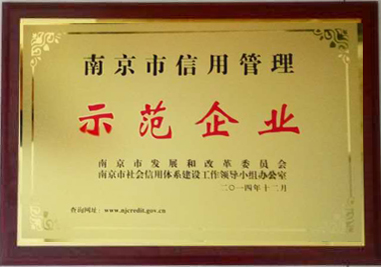 南京市信用管理
示范企业
南京市发展和改革委员会
南京市社会信用体系建设工作领导小组办公室
二〇一四年十二月
查询网址：www.njcredit.gov.cn